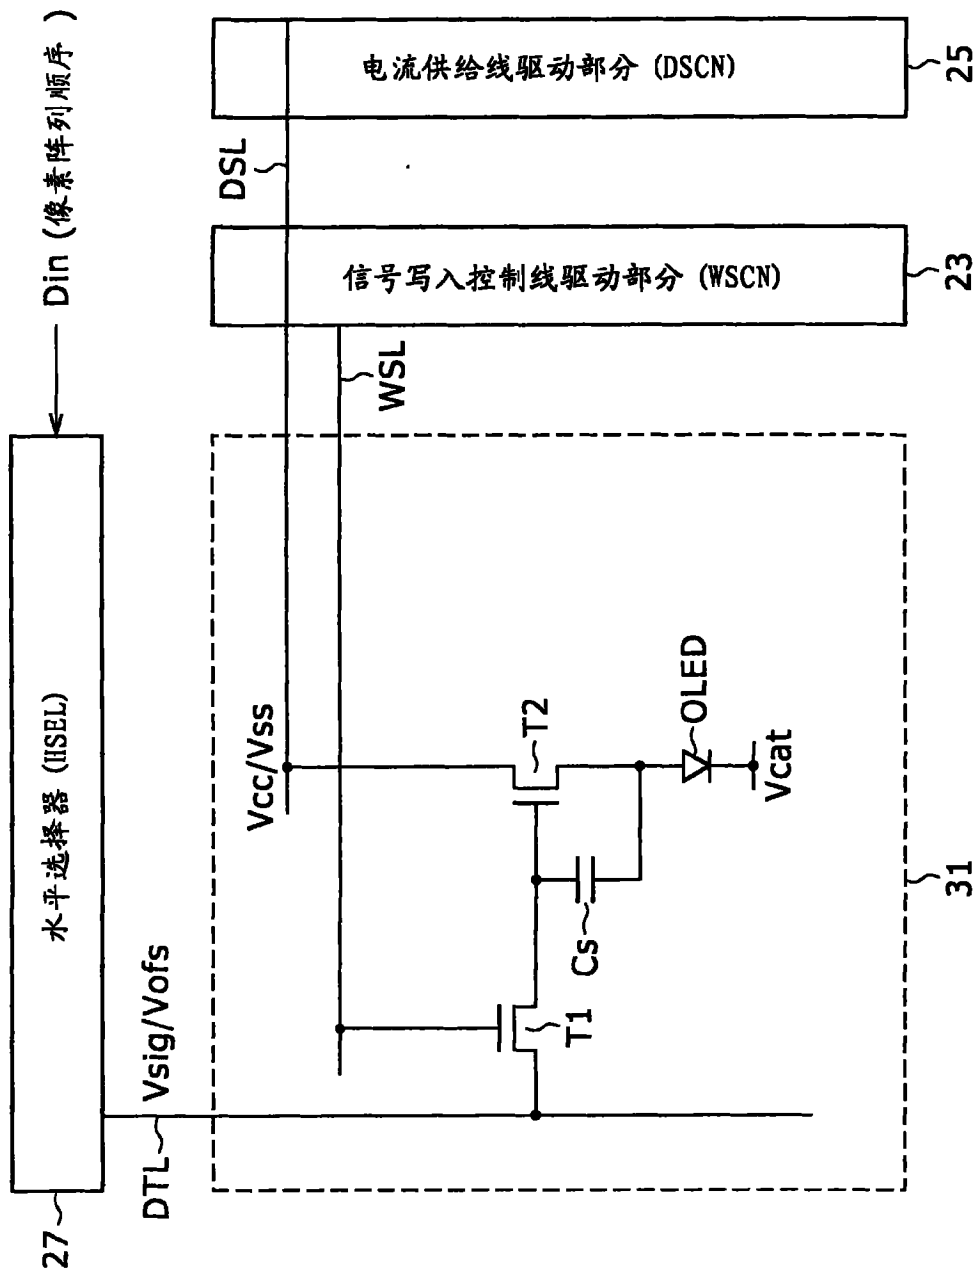 27
水平选择器 (HSEL)
Din (像素阵列顺序)
DTL
Vsig/Vofs
Vcc/Vss
WSL
DSL
T1
Cs
T2
OLED
Vcat
31
信号写入控制线驱动部分 (WSCN)
23
电流供给线驱动部分 (DSCN)
25